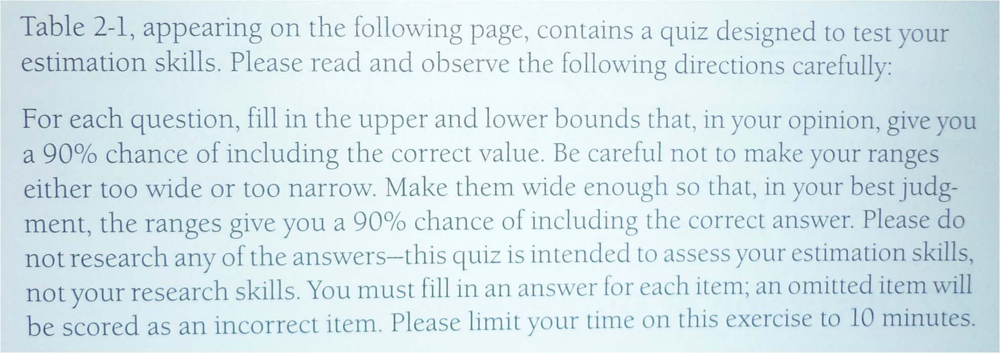 Table 2-1, appearing on the following page, contains a quiz designed to test your
estimation skills. Please read and observe the following directions carefully:
For each question, fill in the upper and lower bounds that, in your opinion, give you
a 90% chance of including the correct value. Be careful not to make your ranges
either too wide or too narrow. Make them wide enough so that, in your best judg-
ment, the ranges give you a 90% chance of including the correct answer. Please do
not research any of the answers—this quiz is intended to assess your estimation skills,
not your research skills. You must fill in an answer for each item; an omitted item will
be scored as an incorrect item. Please limit your time on this exercise to 10 minutes.